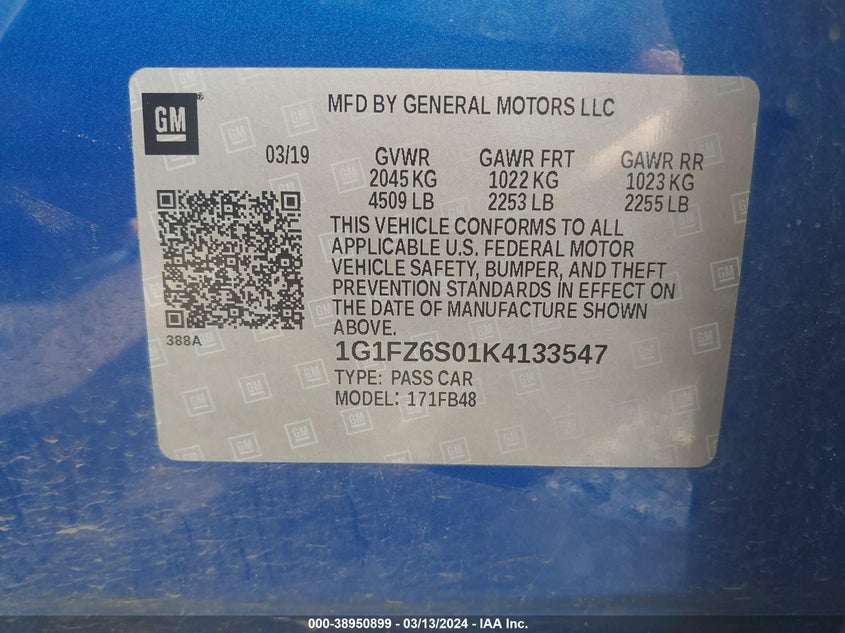 GM
MFD BY GENERAL MOTORS LLC
03/19 GVWR GAWR FRT GAWR RR
2045 KG 1022 KG 1023 KG
4509 LB 2253 LB 2255 LB
THIS VEHICLE CONFORMS TO ALL
APPLICABLE U.S. FEDERAL MOTOR
VEHICLE SAFETY, BUMPER, AND THEFT
PREVENTION STANDARDS IN EFFECT ON
THE DATE OF MANUFACTURE SHOWN
ABOVE.
388A
1G1FZ6S01K4133547
TYPE: PASS CAR
MODEL: 171FB48
000-38950899 - 03/13/2024 - IAA Inc.